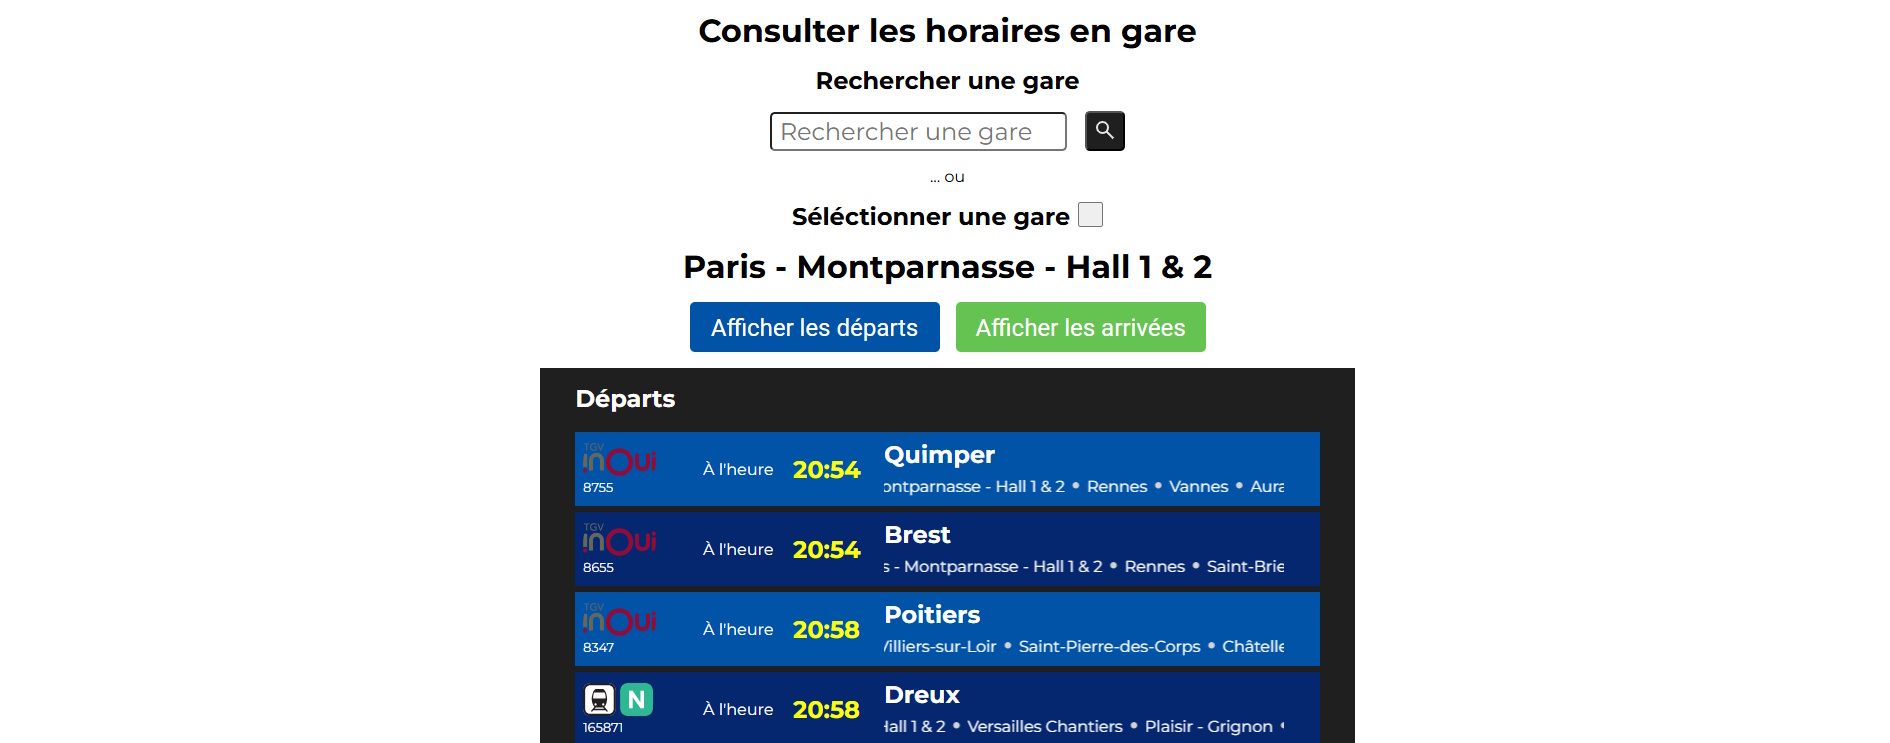 Consulter les horaires en gare
Rechercher une gare
Rechercher une gare
... ou
Séléctionner une gare
Paris - Montparnasse - Hall 1 & 2
Afficher les départs
Afficher les arrivées
Départs
TGV inOui
8755
À l'heure
20:54
Quimper
ontparnasse - Hall 1 & 2 • Rennes • Vannes • Aura
TGV inOui
8655
À l'heure
20:54
Brest
s - Montparnasse - Hall 1 & 2 • Rennes • Saint-Brie
TGV inOui
8347
À l'heure
20:58
Poitiers
Villiers-sur-Loir • Saint-Pierre-des-Corps • Châtelle
N
165871
À l'heure
20:58
Dreux
Hall 1 & 2 • Versailles Chantiers • Plaisir - Grignon •